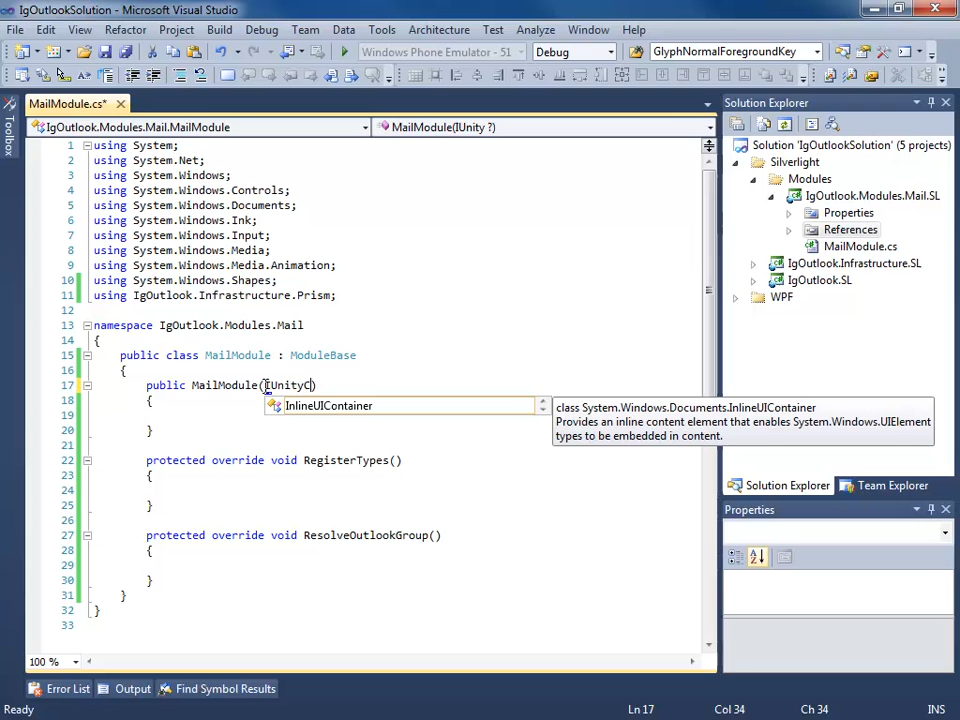 IgOutlookSolution - Microsoft Visual Studio
File Edit View Refactor Project Build Debug Team Data Tools Architecture Test Analyze Window Help
Windows Phone Emulator - 51 Debug GlyphNormalForegroundKey
MailModule.cs*
IgOutlook.Modules.Mail.MailModule MailModule(IUnity ?)
Toolbox
1 using System;
2 using System.Net;
3 using System.Windows;
4 using System.Windows.Controls;
5 using System.Windows.Documents;
6 using System.Windows.Ink;
7 using System.Windows.Input;
8 using System.Windows.Media;
9 using System.Windows.Media.Animation;
10 using System.Windows.Shapes;
11 using IgOutlook.Infrastructure.Prism;
12
13 namespace IgOutlook.Modules.Mail
14 {
15 public class MailModule : ModuleBase
16 {
17 public MailModule(IUnityC)
18 {
19
20 }
21
22 protected override void RegisterTypes()
23 {
24
25 }
26
27 protected override void ResolveOutlookGroup()
28 {
29
30 }
31 }
32 }
33
InlineUIContainer
class System.Windows.Documents.InlineUIContainer
Provides an inline content element that enables System.Windows.UIElement
types to be embedded in content.
100 %
Solution Explorer
Solution 'IgOutlookSolution' (5 projects)
Silverlight
Modules
IgOutlook.Modules.Mail.SL
Properties
References
MailModule.cs
IgOutlook.Infrastructure.SL
IgOutlook.SL
WPF
Solution Explorer Team Explorer
Properties
Error List Output Find Symbol Results
Ln 17 Col 34 Ch 34 INS